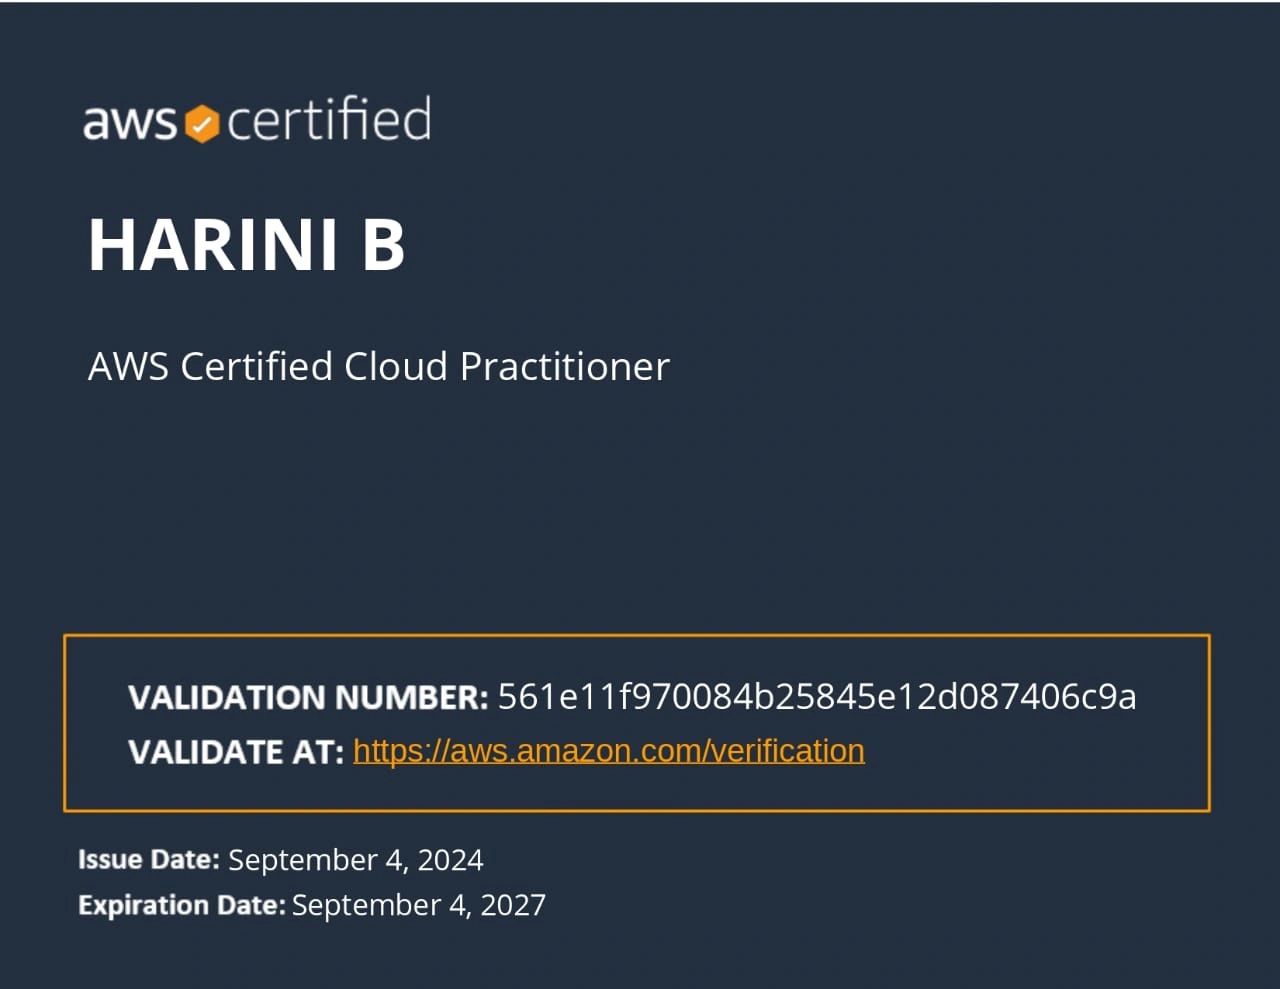 aws certified
HARINI B
AWS Certified Cloud Practitioner
VALIDATION NUMBER: 561e11f970084b25845e12d087406c9a
VALIDATE AT: https://aws.amazon.com/verification
Issue Date: September 4, 2024
Expiration Date: September 4, 2027